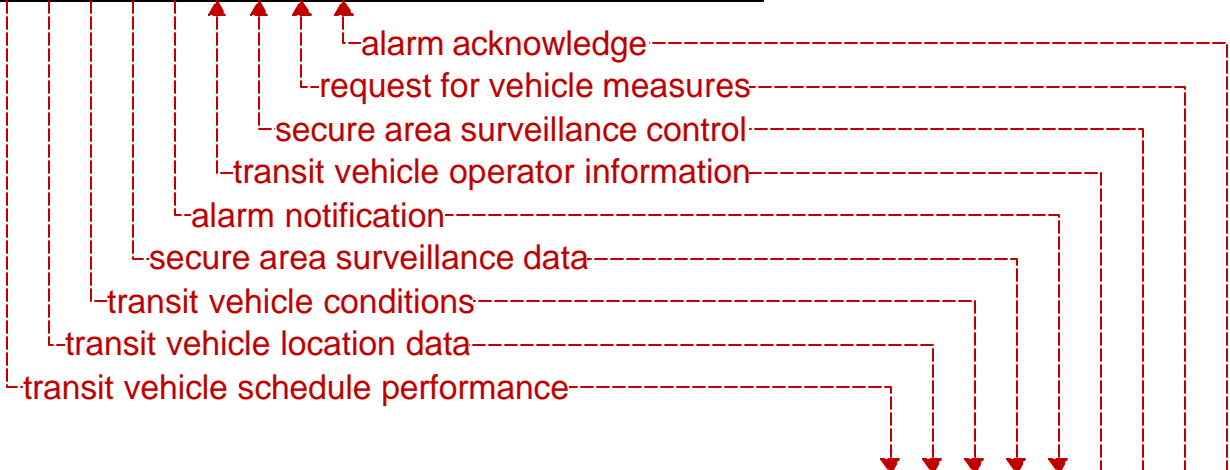 alarm acknowledge
request for vehicle measures
secure area surveillance control
transit vehicle operator information
alarm notification
secure area surveillance data
transit vehicle conditions
transit vehicle location data
transit vehicle schedule performance